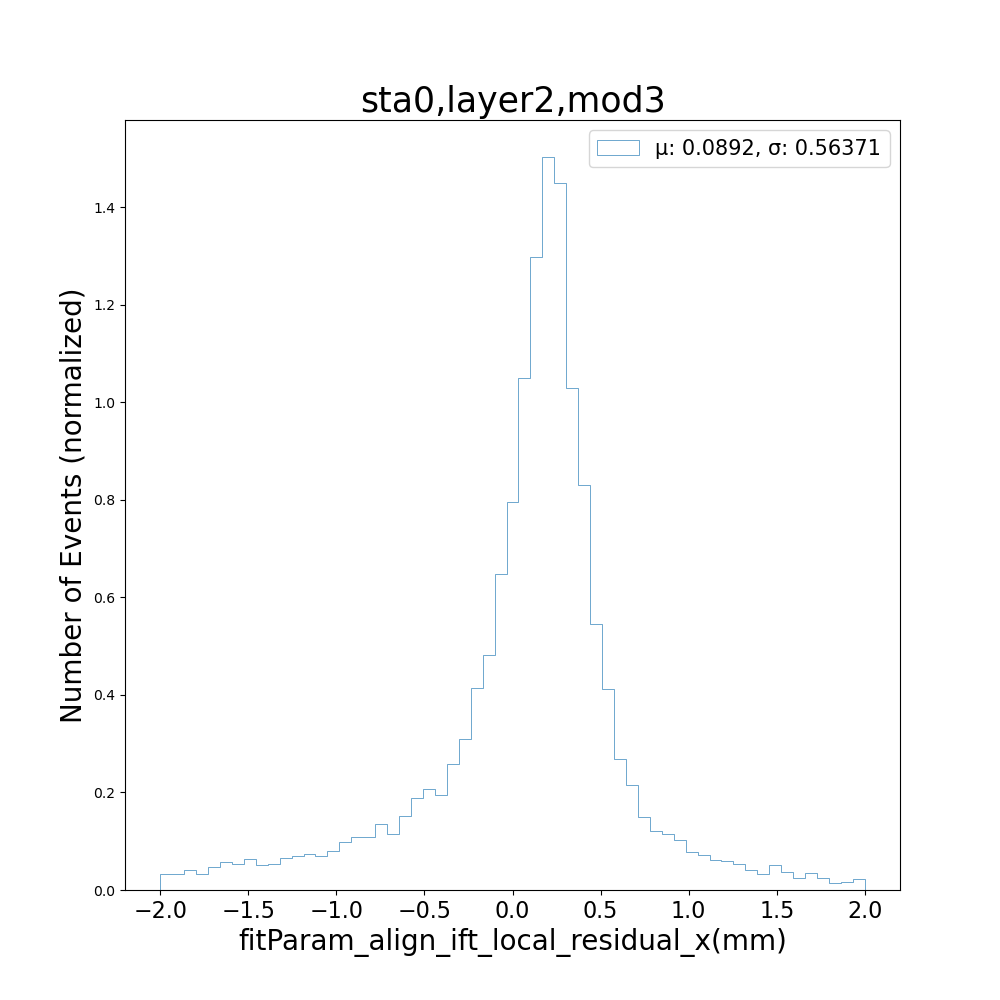 sta0,layer2,mod3
μ: 0.0892, σ: 0.56371
Number of Events (normalized)
1.4
1.2
1.0
0.8
0.6
0.4
0.2
0.0
−2.0 −1.5 −1.0 −0.5 0.0 0.5 1.0 1.5 2.0
fitParam_align_ift_local_residual_x(mm)